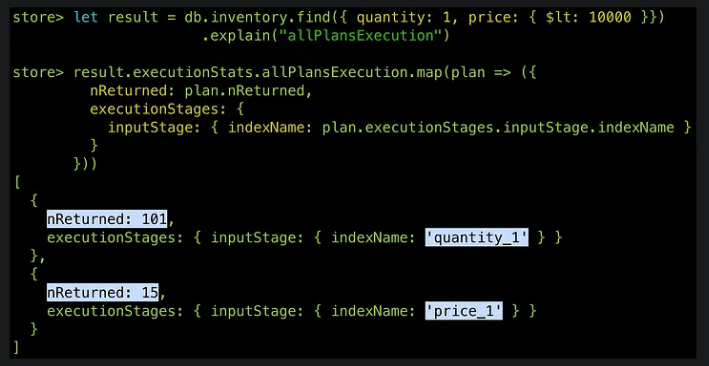 store> let result = db.inventory.find({ quantity: 1, price: { $lt: 10000 }})
.explain("allPlansExecution")
store> result.executionStats.allPlansExecution.map(plan => ({
nReturned: plan.nReturned,
executionStages: {
inputStage: { indexName: plan.executionStages.inputStage.indexName }
}
}))
[
{
nReturned: 101,
executionStages: { inputStage: { indexName: 'quantity_1' } }
},
{
nReturned: 15,
executionStages: { inputStage: { indexName: 'price_1' } }
}
]